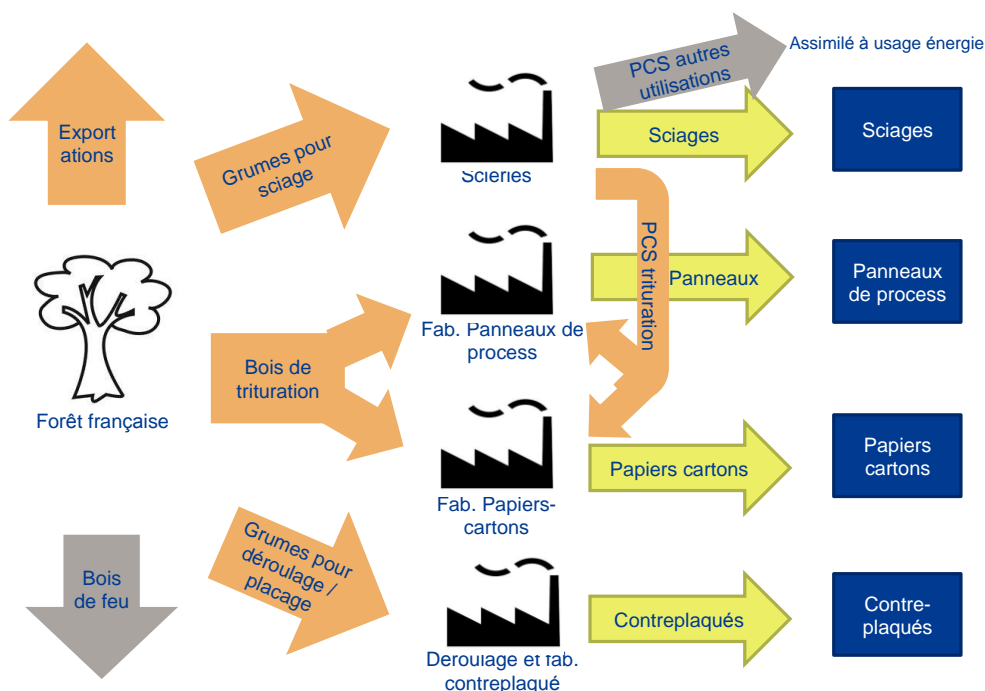 Assimilé à usage énergie
PCS autres
utilisations
Export
ations
Grumes pour
sciage
Scieries
Sciages
Sciages
PCS trituration
Panneaux
Panneaux
de process
Fab. Panneaux de
process
Bois de
trituration
Forêt française
Papiers cartons
Papiers
cartons
Fab. Papiers-
cartons
Grumes pour
déroulage /
placage
Bois
de feu
Contreplaqués
Contre-
plaqués
Déroulage et fab.
contreplaqué